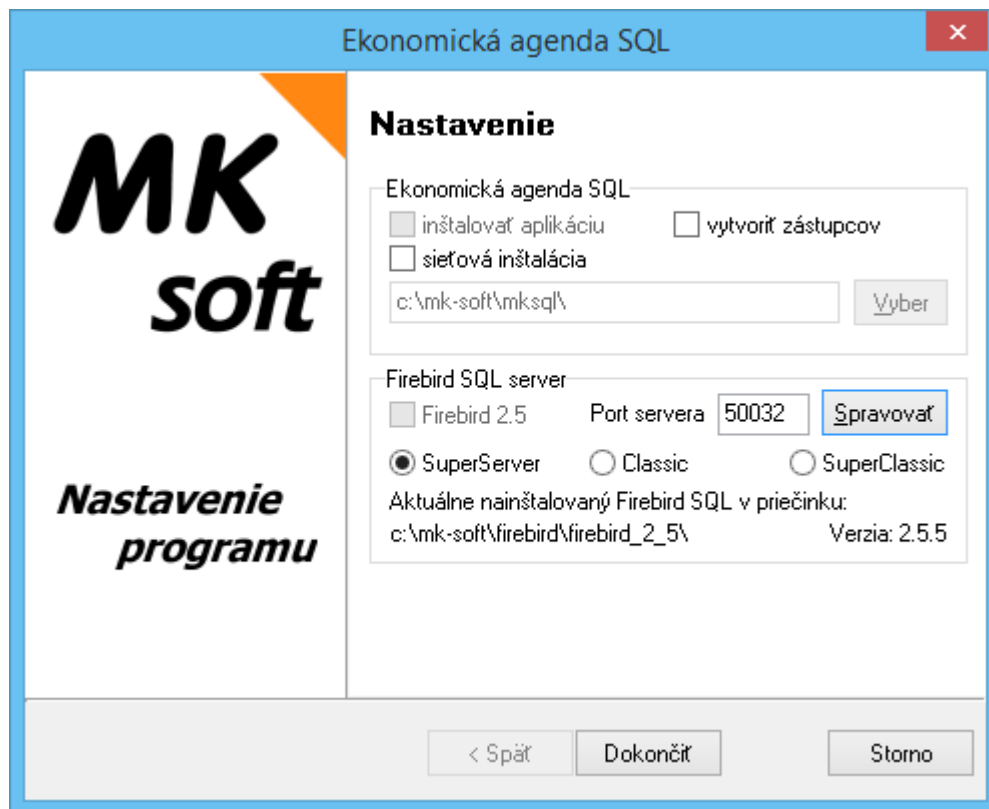 Ekonomická agenda SQL
MK
soft
Nastavenie
programu
Nastavenie
Ekonomická agenda SQL
inštalovať aplikáciu
vytvoriť zástupcov
sieťová inštalácia
c:\mk-soft\mksql\
Vyber
Firebird SQL server
Firebird 2.5
Port servera
50032
Spravovať
SuperServer
Classic
SuperClassic
Aktuálne nainštalovaný Firebird SQL v priečinku:
c:\mk-soft\firebird\firebird_2_5\
Verzia: 2.5.5
< Späť
Dokončiť
Storno